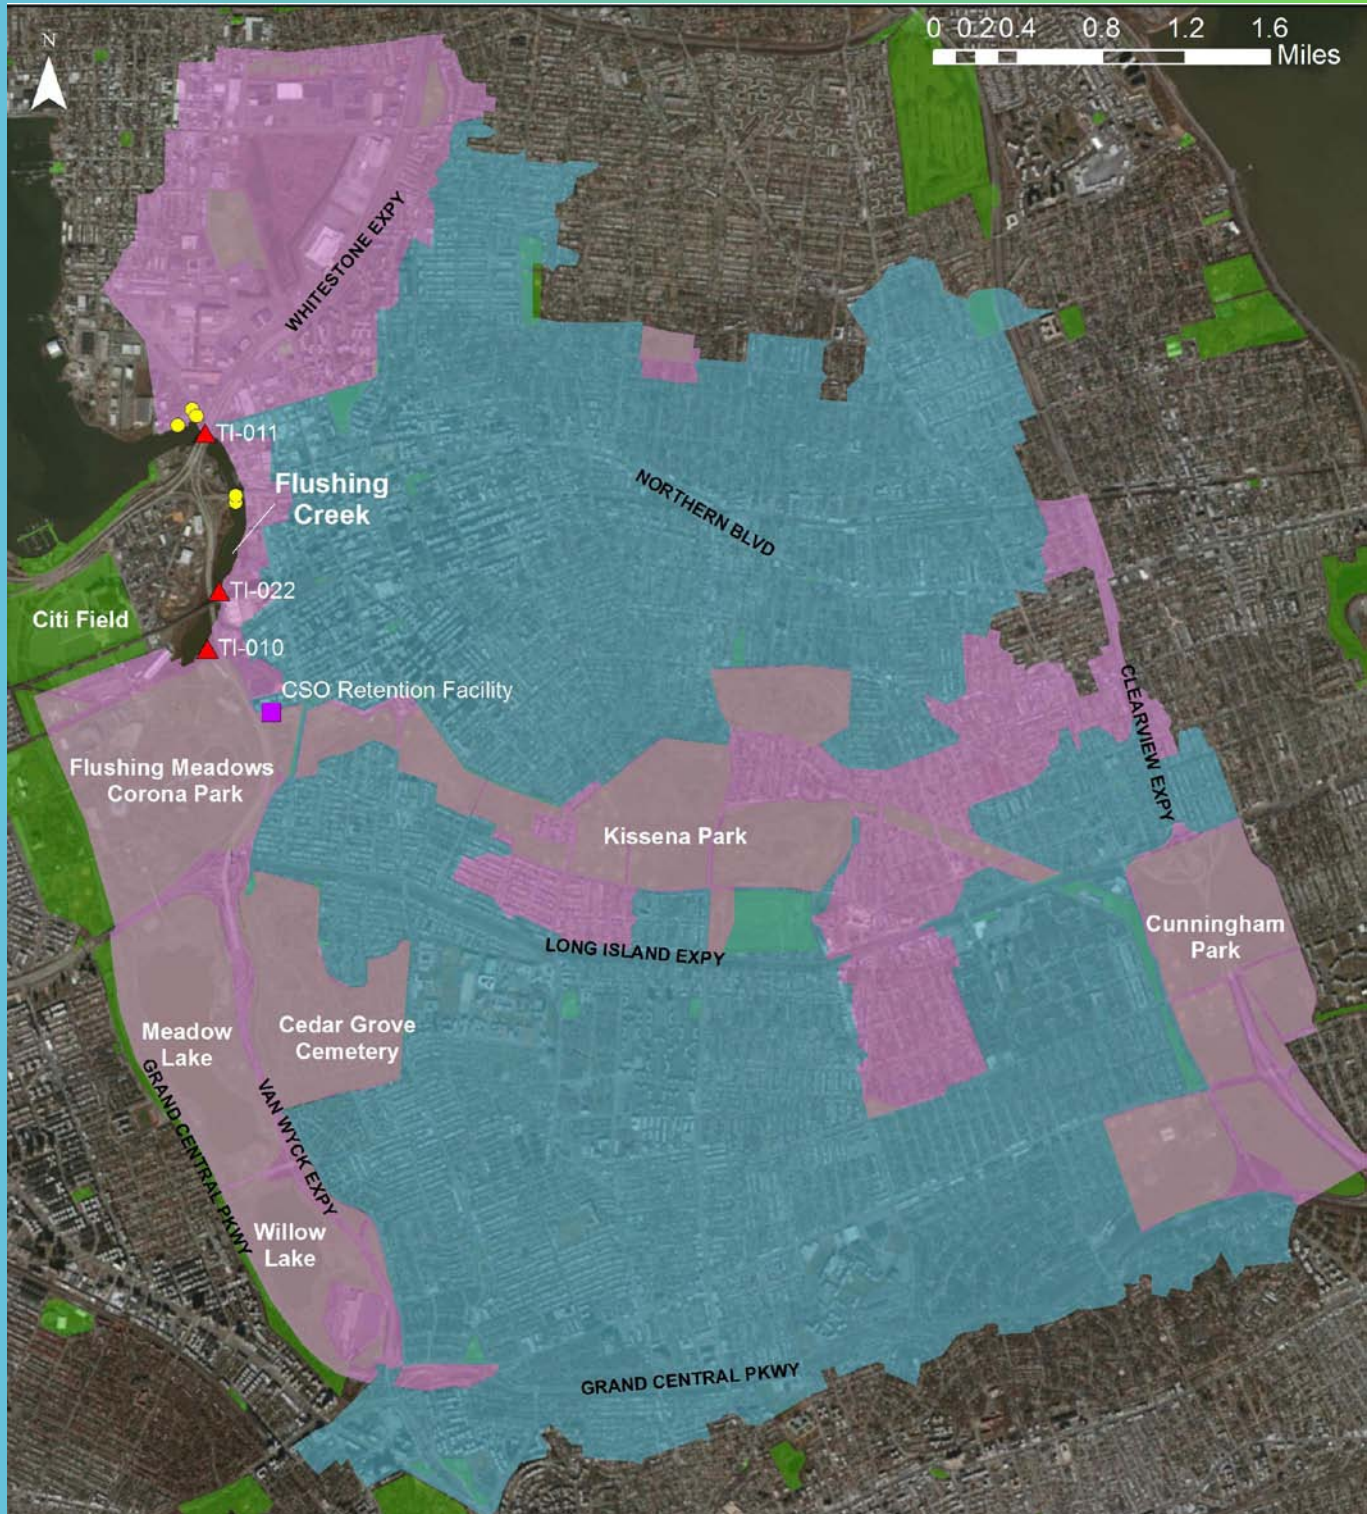 N
0 0.2 0.4 0.8 1.2 1.6
Miles
WHITESTONE EXPY
TI-011
Flushing
Creek
NORTHERN BLVD
TI-022
Citi Field
TI-010
CSO Retention Facility
CLEARVIEW EXPY
Flushing Meadows
Corona Park
Kissena Park
Cunningham
Park
LONG ISLAND EXPY
Meadow
Lake
Cedar Grove
Cemetery
GRAND CENTRAL PKWY
VAN WYCK EXPY
Willow
Lake
GRAND CENTRAL PKWY